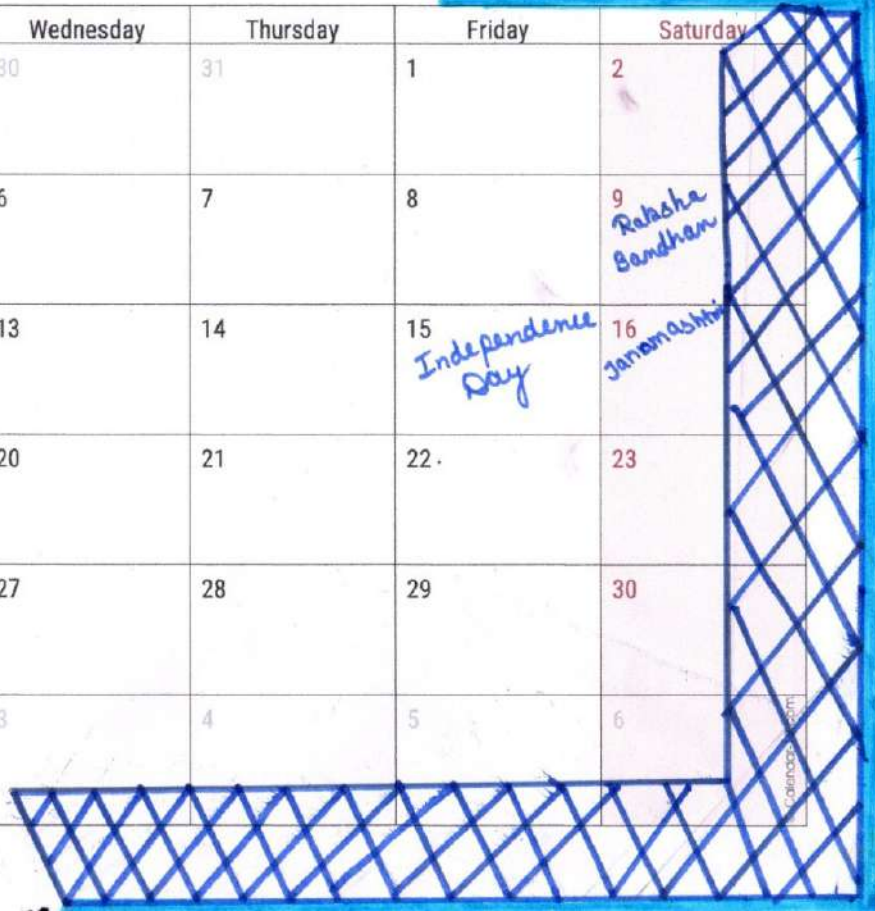 Wednesday Thursday Friday Saturday
30 31 1 2
6 7 8 9
Raksha
Bandhan
13 14 15 16
Independence
Day
Janamashtmi
20 21 22 23
27 28 29 30
3 4 5 6